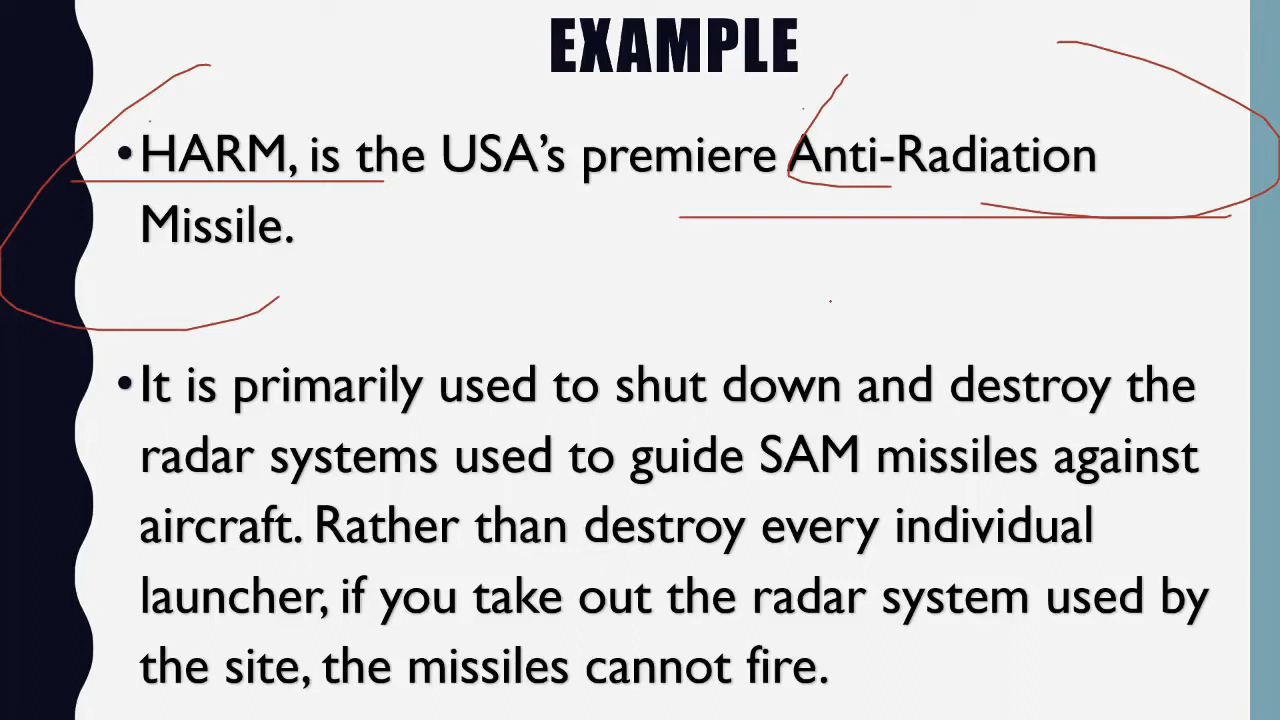 EXAMPLE
•HARM, is the USA’s premiere Anti-Radiation
Missile.
•It is primarily used to shut down and destroy the
radar systems used to guide SAM missiles against
aircraft. Rather than destroy every individual
launcher, if you take out the radar system used by
the site, the missiles cannot fire.